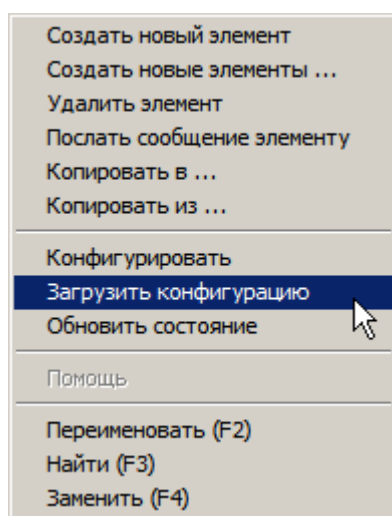 Создать новый элемент
Создать новые элементы ...
Удалить элемент
Послать сообщение элементу
Копировать в ...
Копировать из ...
Конфигурировать
Загрузить конфигурацию
Обновить состояние
Помощь
Переименовать (F2)
Найти (F3)
Заменить (F4)